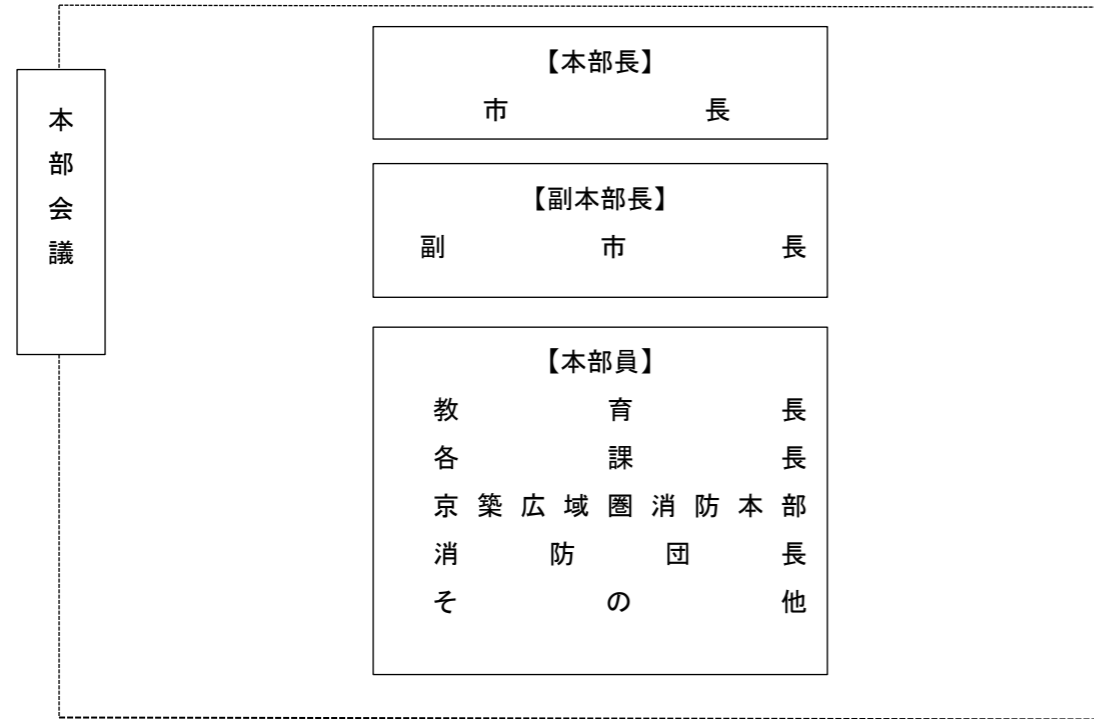 本部会議
【本部長】
市長
【副本部長】
副市長
【本部員】
教育長
各課長
京築広域圏消防本部
消防団長
その他